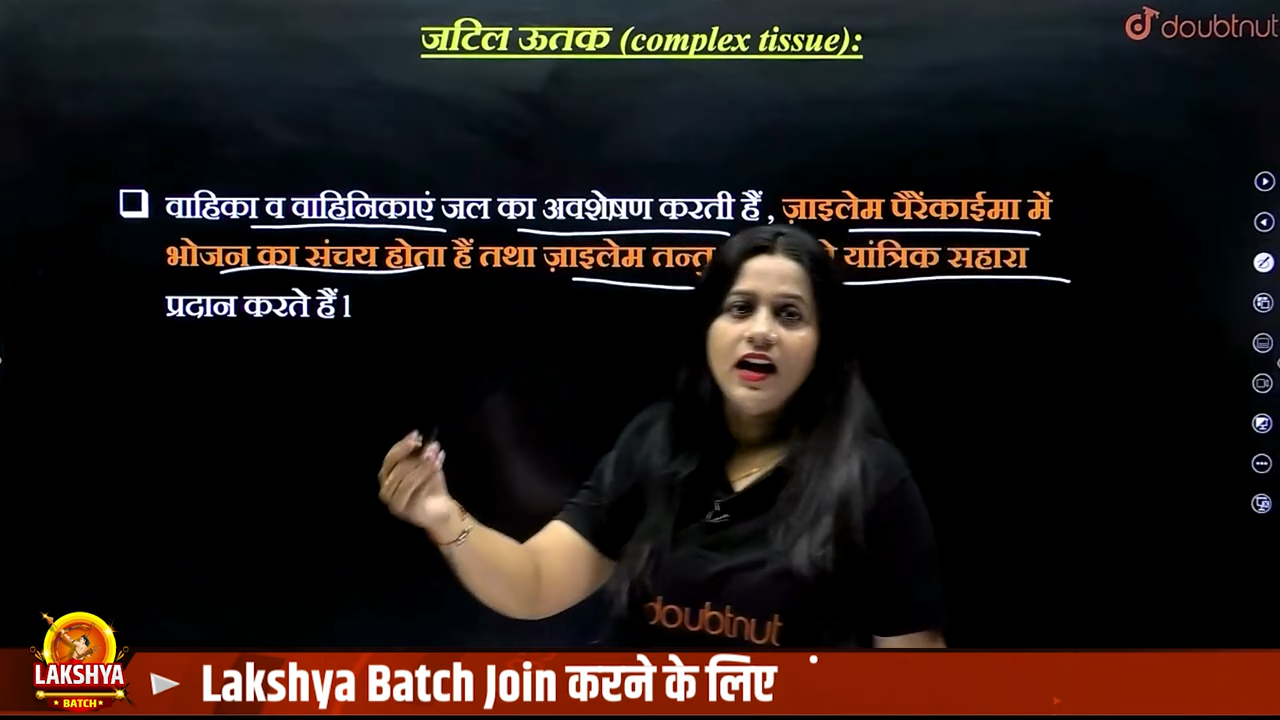 जटिल ऊतक (complex tissue):
doubtnut
वाहिका व वाहिनिकाएं जल का अवशेषण करती हैं , ज़ाइलेम पैरेंकाईमा में
भोजन का संचय होता हैं तथा ज़ाइलेम तन्तु यांत्रिक सहारा
प्रदान करते हैं।
doubtnut
LAKSHYA
BATCH
Lakshya Batch Join करने के लिए